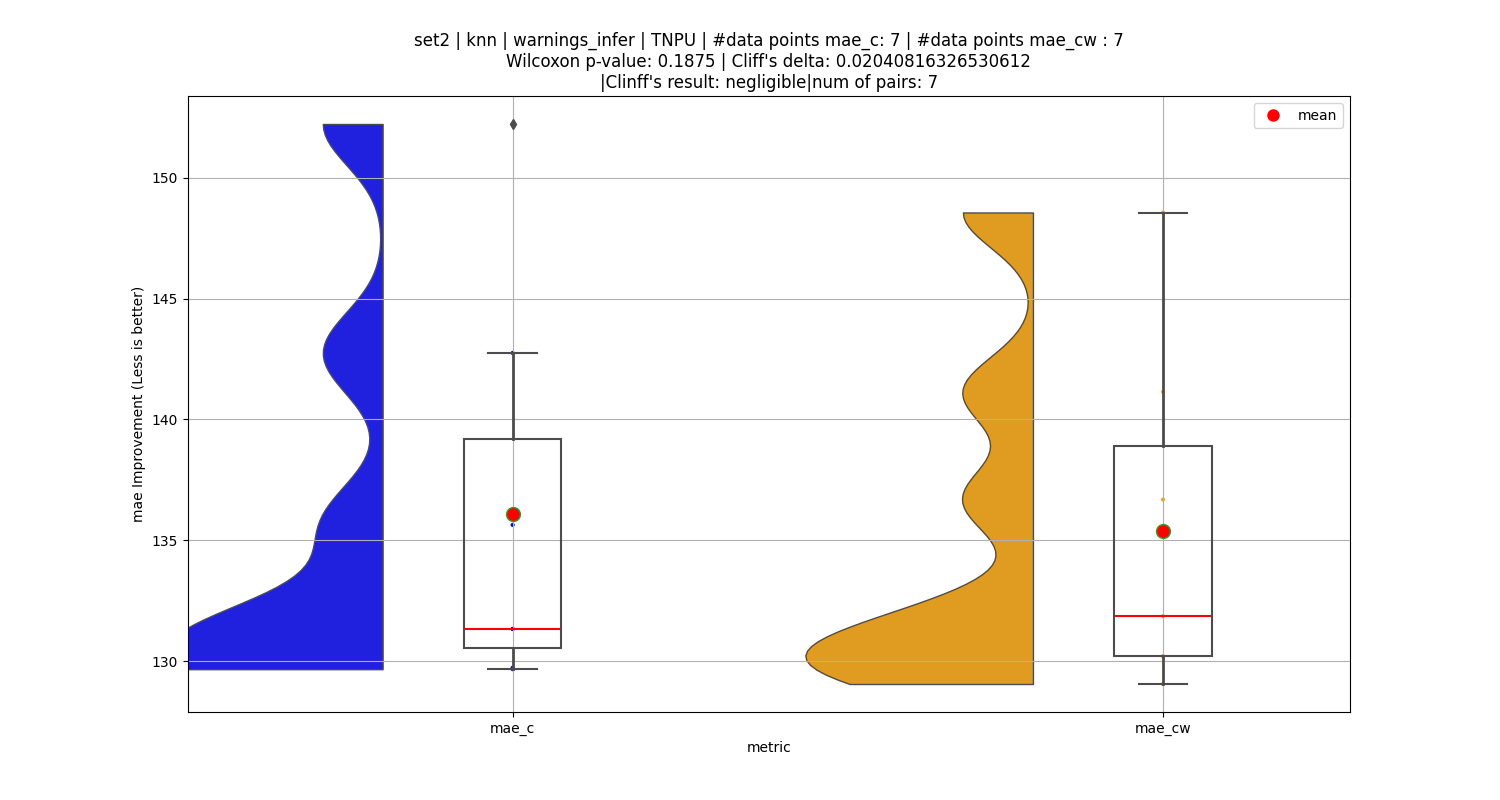 set2 | knn | warnings_infer | TNPU | #data points mae_c: 7 | #data points mae_cw : 7
Wilcoxon p-value: 0.1875 | Cliff's delta: 0.02040816326530612
|Clinff's result: negligible|num of pairs: 7
mean
150
145
140
135
130
mae Improvement (Less is better)
mae_c
mae_cw
metric